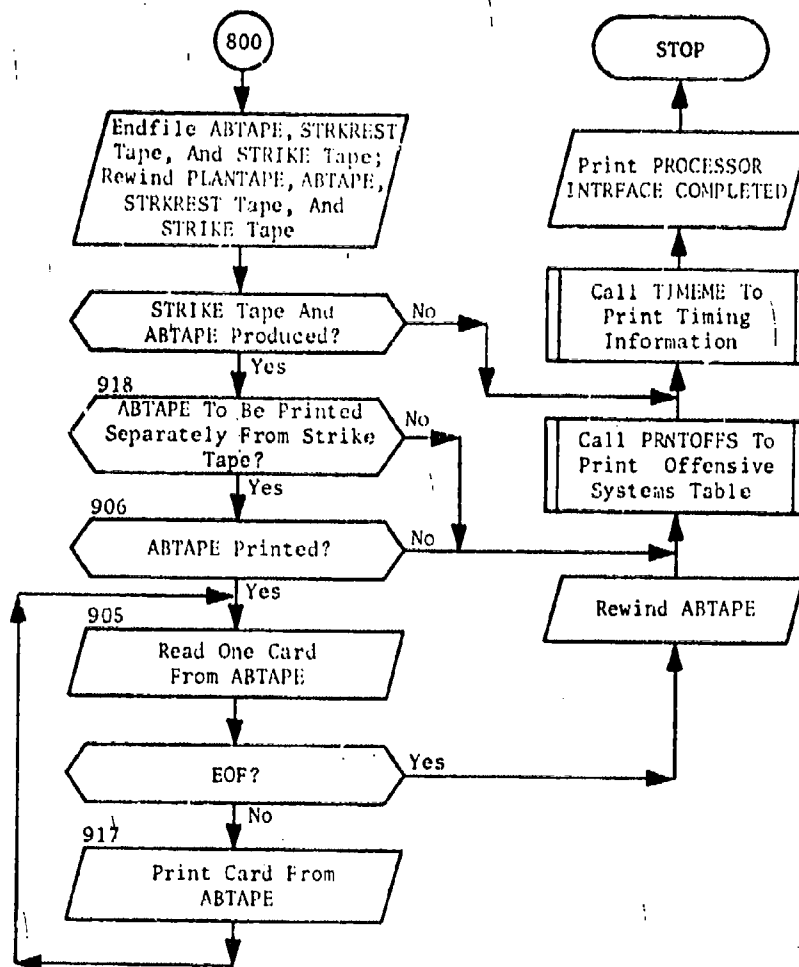 800
Endfile ABTAPE, STRKREST
Tape, And STRIKE Tape;
Rewind PLANTAPE, ABTAPE,
STRKREST Tape, And
STRIKE Tape
STRIKE Tape And
ABTAPE Produced?
No
Yes
918
ABTAPE To Be Printed
Separately From Strike
Tape?
No
Yes
906
ABTAPE Printed?
No
Yes
905
Read One Card
From ABTAPE
EOF?
Yes
No
917
Print Card From
ABTAPE
STOP
Print PROCESSOR
INTRFACE COMPLETED
Call TIMEME To
Print Timing
Information
Call PRNTOFFS To
Print Offensive
Systems Table
Rewind ABTAPE